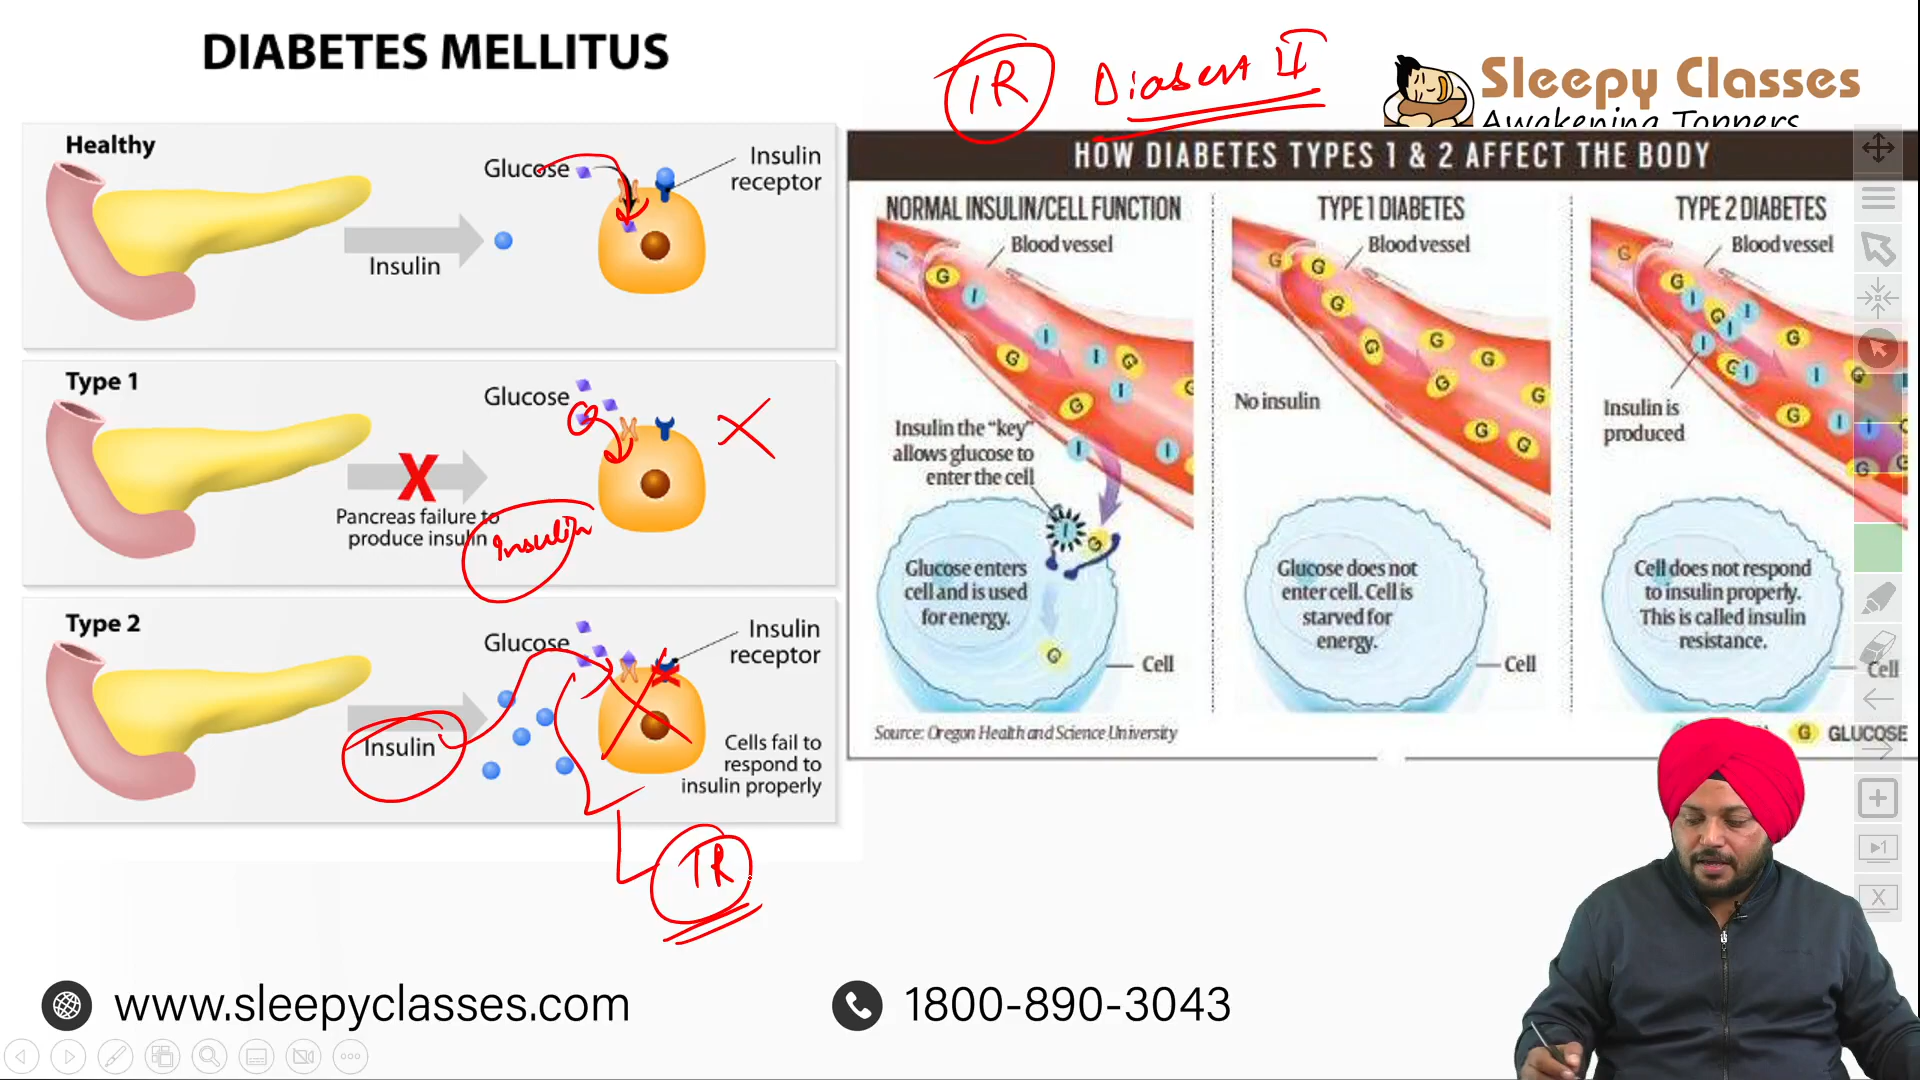 DIABETES MELLITUS
IR
Diabert II
Sleepy Classes
Awakening Toppers
Healthy
Glucose
Insulin
receptor
Insulin
Type 1
Glucose
X
Pancreas failure to
produce insulin
Insulin
Type 2
Glucose
Insulin
receptor
Insulin
Cells fail to
respond to
insulin properly
IR
HOW DIABETES TYPES 1 & 2 AFFECT THE BODY
NORMAL INSULIN/CELL FUNCTION
Blood vessel
G
I
I
G
I
G
I
G
G
I
I
Insulin the “key”
allows glucose to
enter the cell
I
G
Glucose enters
cell and is used
for energy.
G
Cell
TYPE 1 DIABETES
Blood vessel
G
G
G
G
G
G
G
G
G
G
No insulin
Glucose does not
enter cell. Cell is
starved for
energy.
Cell
TYPE 2 DIABETES
Blood vessel
G
G
I
I
G
I
I
G
I
G
I
G
G
I
I
G
G
Insulin is
produced
Cell does not respond
to insulin properly.
This is called insulin
resistance.
Cell
Source: Oregon Health and Science University
G GLUCOSE
www.sleepyclasses.com
1800-890-3043